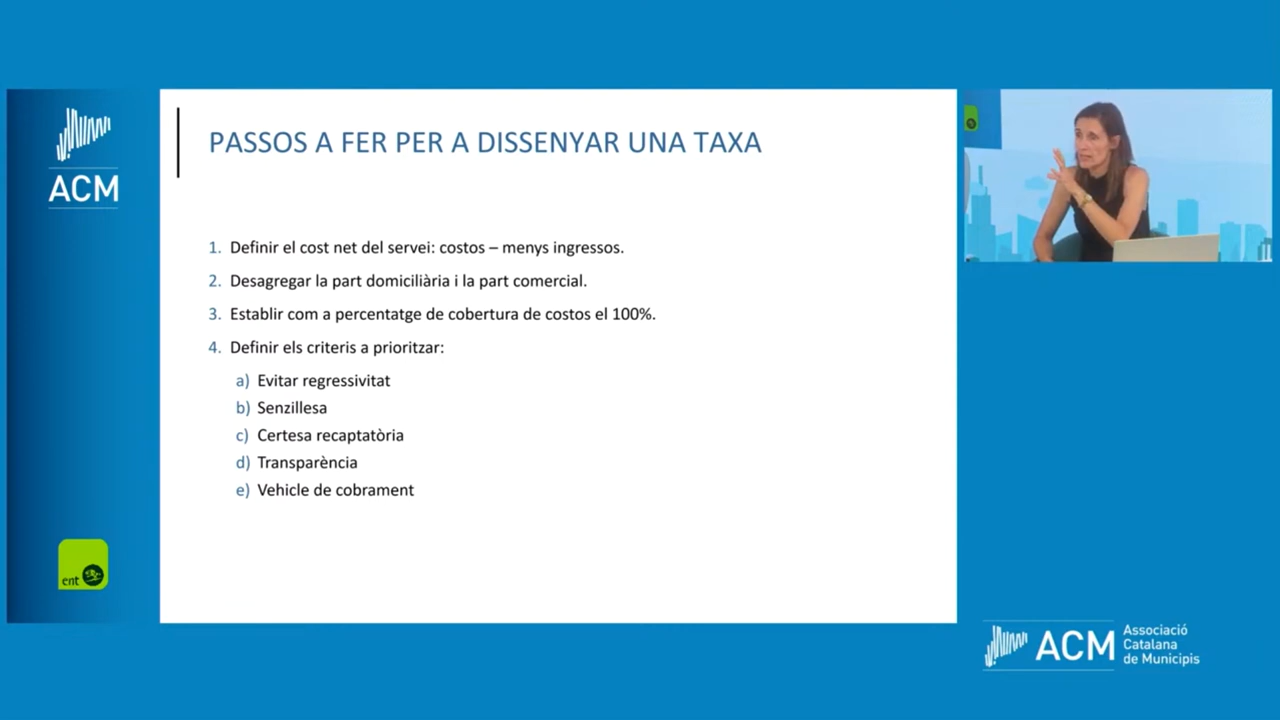 ACM
PASSOS A FER PER A DISSENYAR UNA TAXA
1. Definir el cost net del servei: costos – menys ingressos.
2. Desagregar la part domiciliària i la part comercial.
3. Establir com a percentatge de cobertura de costos el 100%.
4. Definir els criteris a prioritzar:
a) Evitar regressivitat
b) Senzillesa
c) Certesa recaptatòria
d) Transparència
e) Vehicle de cobrament
ent
ACM
Associació
Catalana
de Municipis